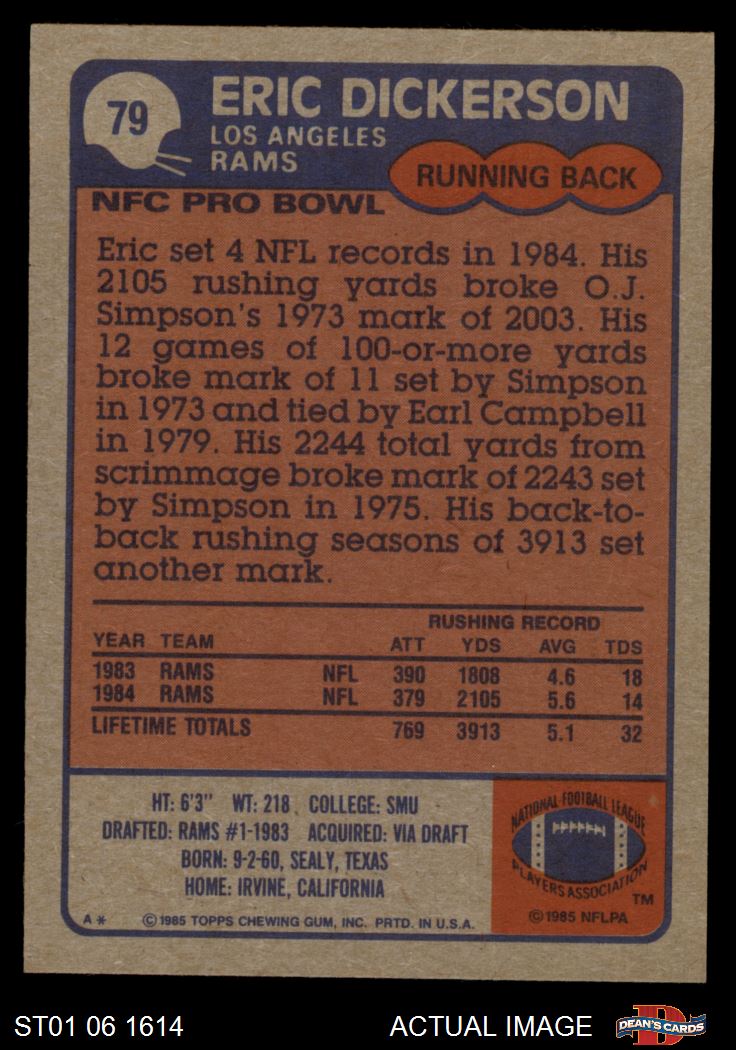 79
ERIC DICKERSON
LOS ANGELES
RAMS
RUNNING BACK
NFC PRO BOWL
Eric set 4 NFL records in 1984. His
2105 rushing yards broke O.J.
Simpson's 1973 mark of 2003. His
12 games of 100-or-more yards
broke mark of 11 set by Simpson
in 1973 and tied by Earl Campbell
in 1979. His 2244 total yards from
scrimmage broke mark of 2243 set
by Simpson in 1975. His back-to-
back rushing seasons of 3913 set
another mark.
RUSHING RECORD
YEAR TEAM ATT YDS AVG TDS
1983 RAMS NFL 390 1808 4.6 18
1984 RAMS NFL 379 2105 5.6 14
LIFETIME TOTALS 769 3913 5.1 32
HT: 6'3" WT: 218 COLLEGE: SMU
DRAFTED: RAMS #1-1983 ACQUIRED: VIA DRAFT
BORN: 9-2-60, SEALY, TEXAS
HOME: IRVINE, CALIFORNIA
A* © 1985 TOPPS CHEWING GUM, INC. PRTD. IN U.S.A.
NATIONAL FOOTBALL LEAGUE
PLAYERS ASSOCIATION
TM
© 1985 NFLPA
ST01 06 1614 ACTUAL IMAGE
D
DEAN'S CARDS